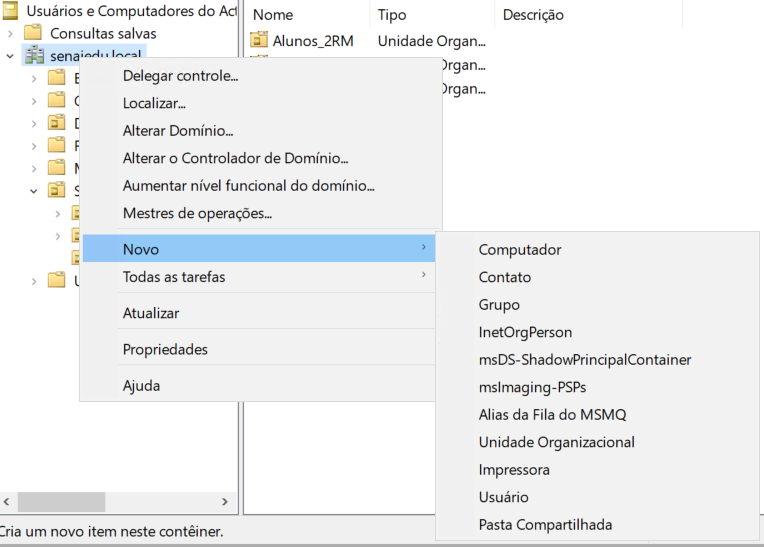 Usuários e Computadores do Act
Nome Tipo Descrição
Consultas salvas
Alunos_2RM Unidade Organ...
senaiedu.local
Organ...
Organ...
Delegar controle...
Localizar...
Alterar Domínio...
Alterar o Controlador de Domínio...
Aumentar nível funcional do domínio...
Mestres de operações...
Novo
Todas as tarefas
Atualizar
Propriedades
Ajuda
Computador
Contato
Grupo
InetOrgPerson
msDS-ShadowPrincipalContainer
msImaging-PSPs
Alias da Fila do MSMQ
Unidade Organizacional
Impressora
Usuário
Pasta Compartilhada
Cria um novo item neste contêiner.